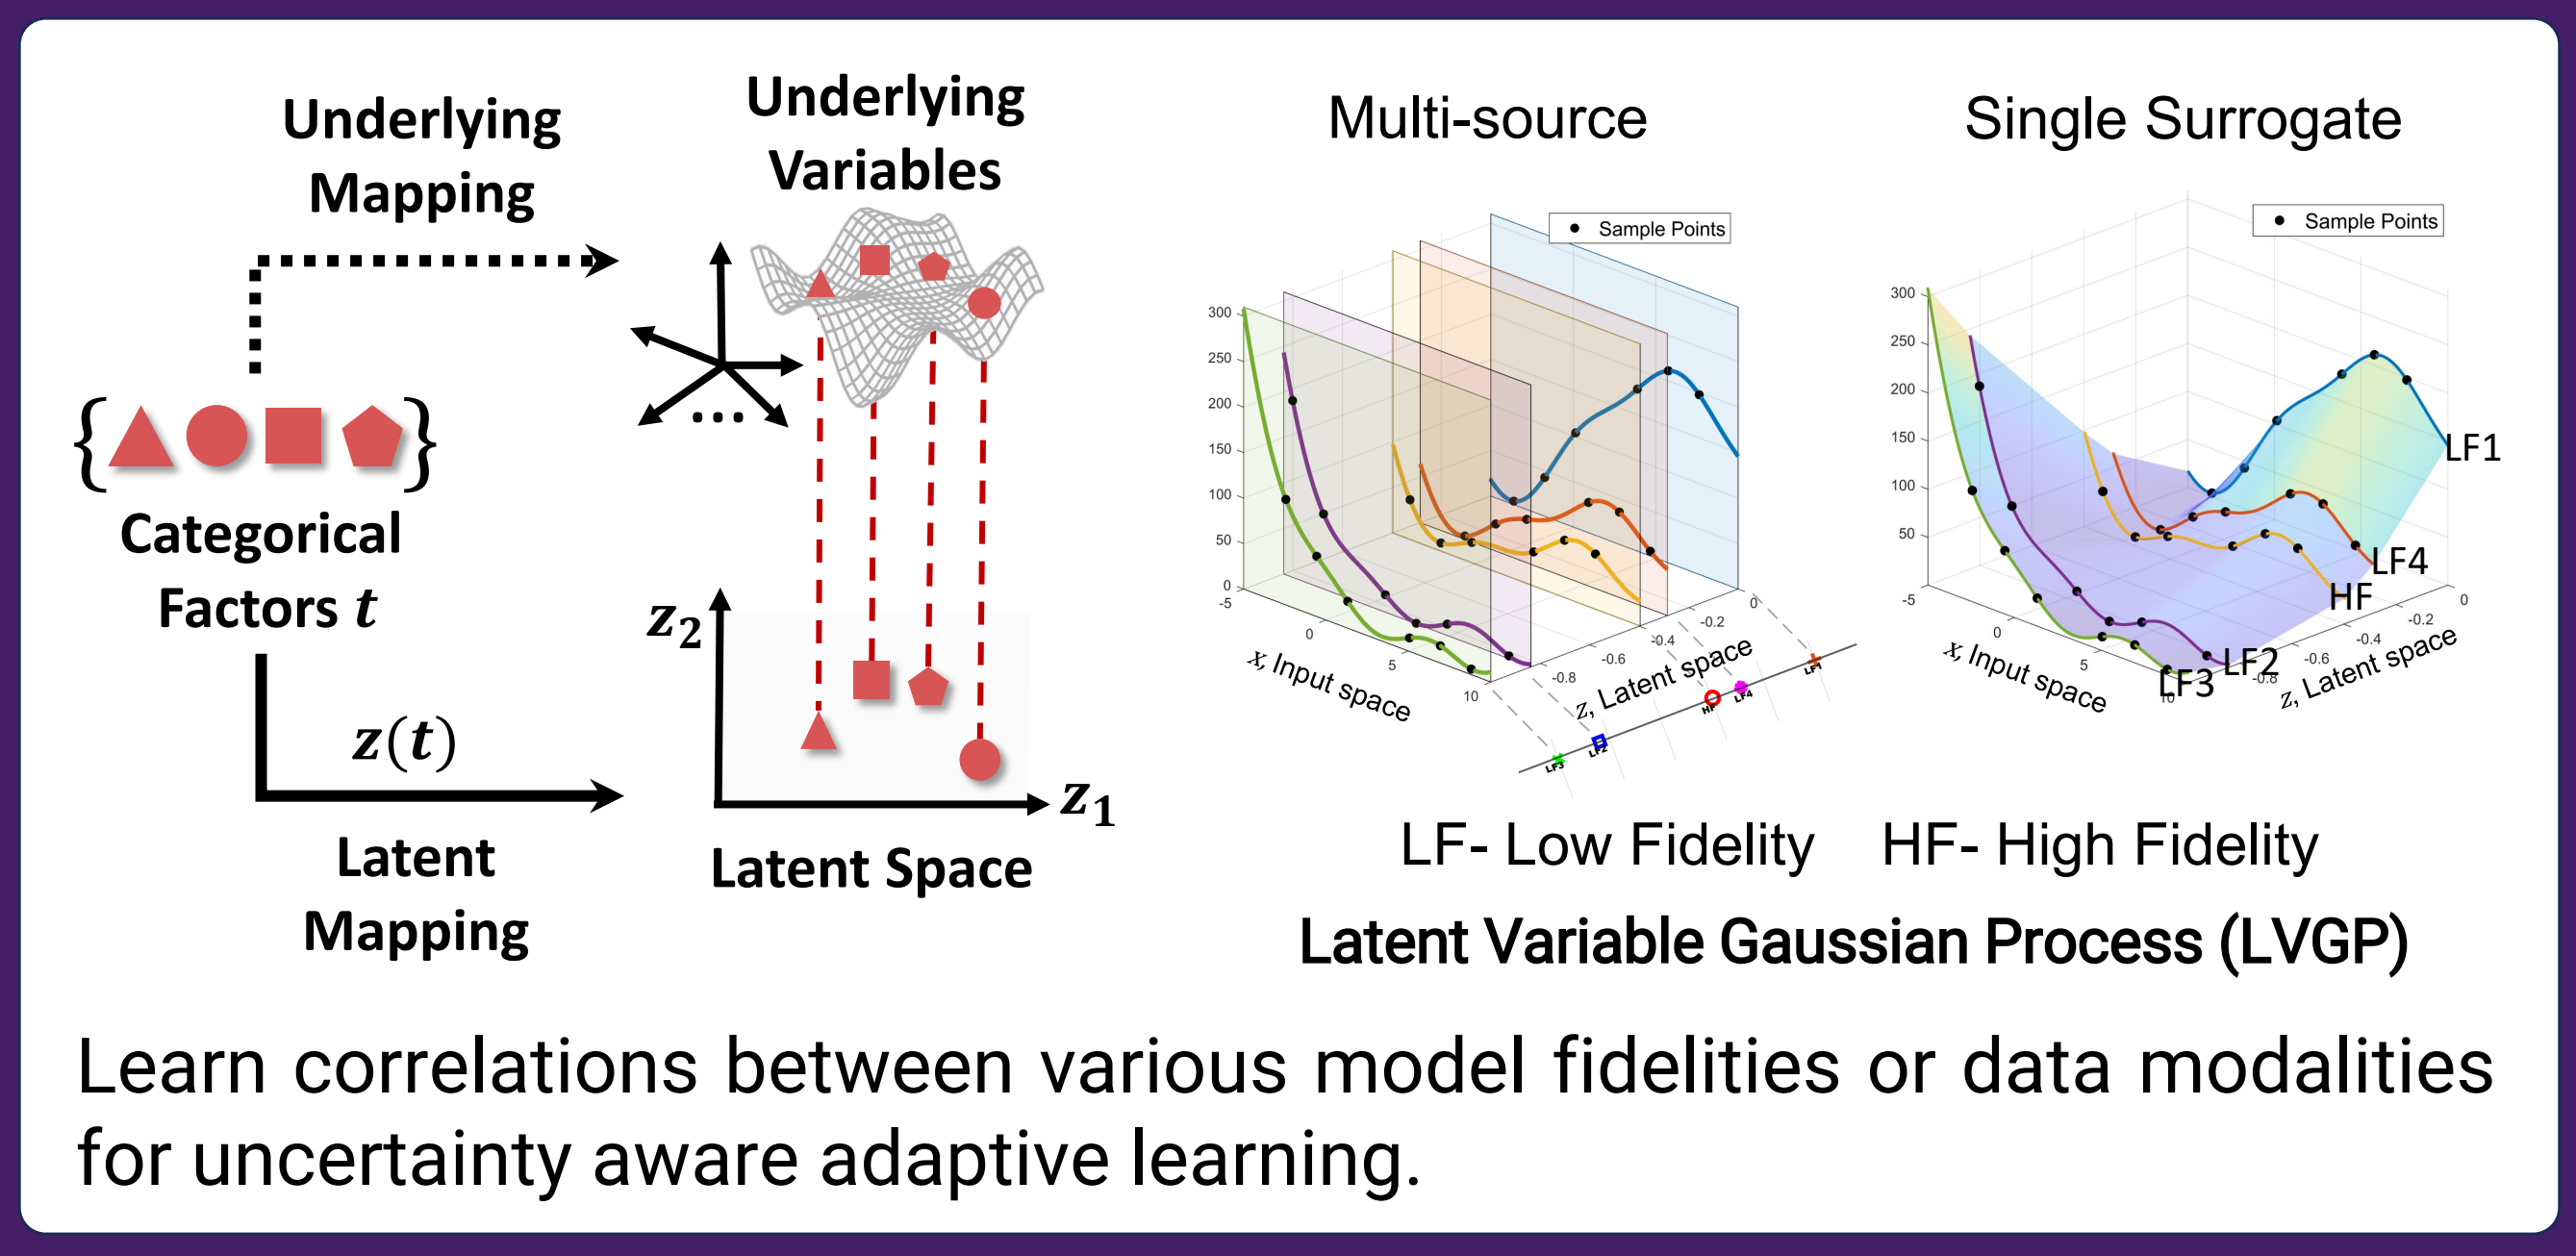 Underlying
Mapping
Underlying
Variables
{ }
Categorical
Factors t
...
z(t)
Latent
Mapping
z₂
z₁
Latent Space
Multi-source
Sample Points
300
250
200
150
100
50
0
-5
0
5
10
x, Input space
0
-0.2
-0.4
-0.6
-0.8
z, Latent space
LF3
LF2
HF
LF4
LF1
Single Surrogate
Sample Points
300
250
200
150
100
50
-5
0
5
10
x, Input space
0
-0.2
-0.4
-0.6
-0.8
z, Latent space
LF1
LF4
HF
LF2
LF3
LF- Low Fidelity HF- High Fidelity
Latent Variable Gaussian Process (LVGP)
Learn correlations between various model fidelities or data modalities
for uncertainty aware adaptive learning.